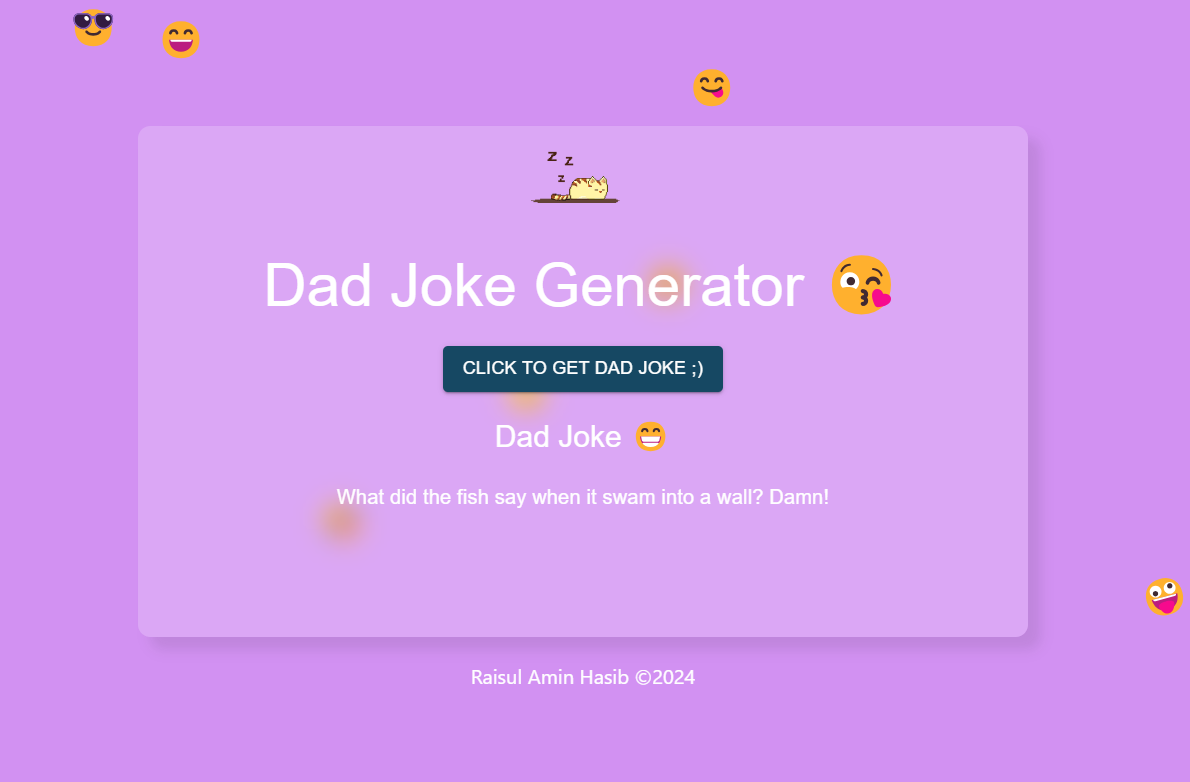 z z
z
Dad Joke Generator 😘
CLICK TO GET DAD JOKE ;)
Dad Joke 😁
What did the fish say when it swam into a wall? Damn!
Raisul Amin Hasib ©2024